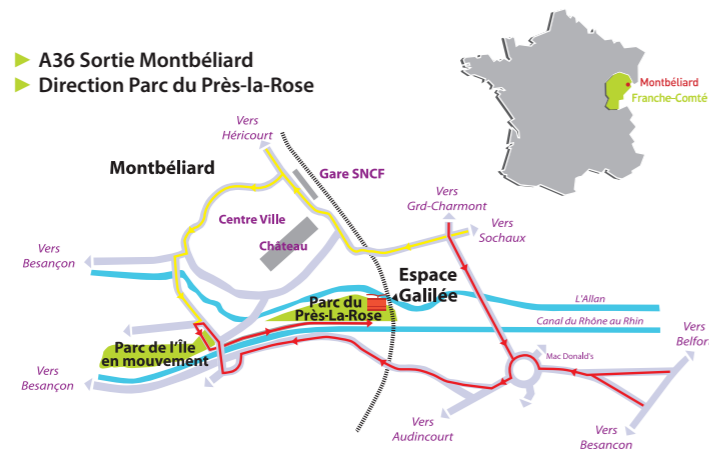 A36 Sortie Montbéliard
Direction Parc du Près-la-Rose
Montbéliard
Franche-Comté
Vers
Héricourt
Montbéliard
Gare SNCF
Vers
Grd-Charmont
Centre Ville
Vers
Sochaux
Château
Vers
Besançon
Espace
Galilée
Parc du
Près-La-Rose
L'Allan
Canal du Rhône au Rhin
Vers
Belfort
Parc de l'Île
en mouvement
Mac Donald's
Vers
Besançon
Vers
Audincourt
Vers
Besancon